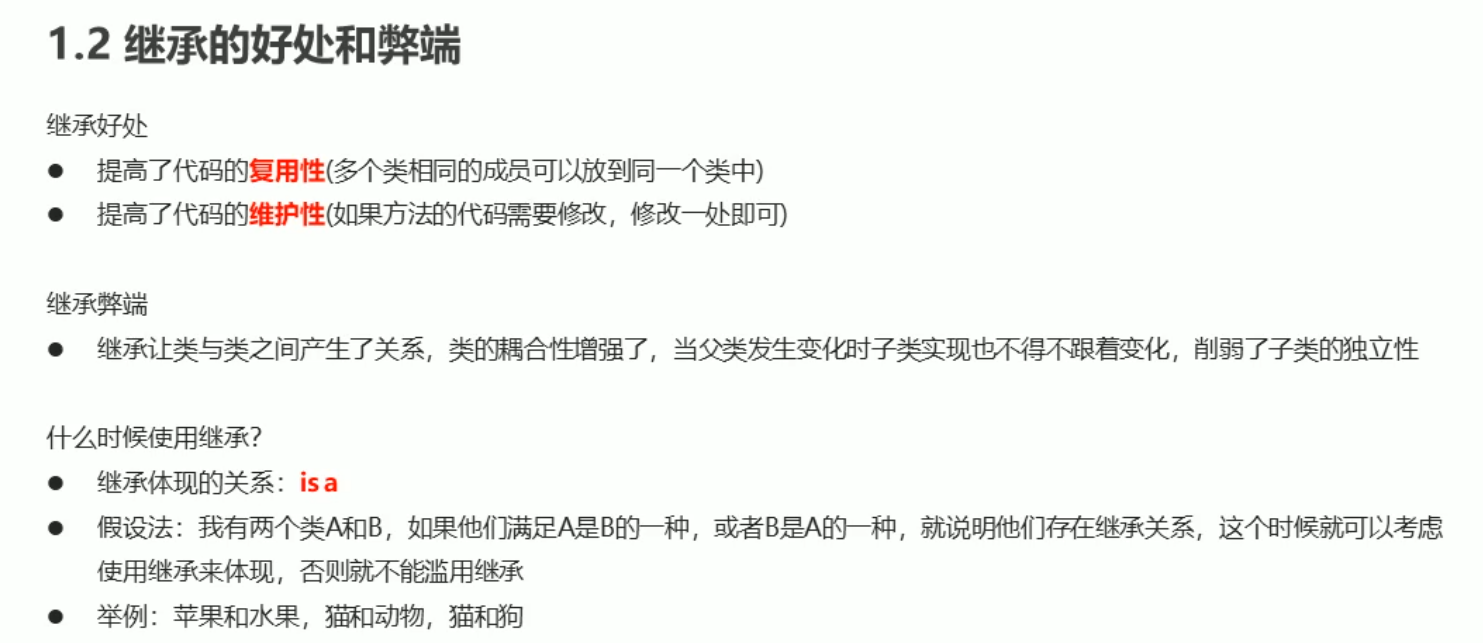 1.2 继承的好处和弊端
继承好处
● 提高了代码的复用性(多个类相同的成员可以放到同一个类中)
● 提高了代码的维护性(如果方法的代码需要修改，修改一处即可)
继承弊端
● 继承让类与类之间产生了关系，类的耦合性增强了，当父类发生变化时子类实现也不得不跟着变化，削弱了子类的独立性
什么时候使用继承?
● 继承体现的关系：is a
● 假设法：我有两个类A和B，如果他们满足A是B的一种，或者B是A的一种，就说明他们存在继承关系，这个时候就可以考虑
使用继承来体现，否则就不能滥用继承
● 举例：苹果和水果，猫和动物，猫和狗